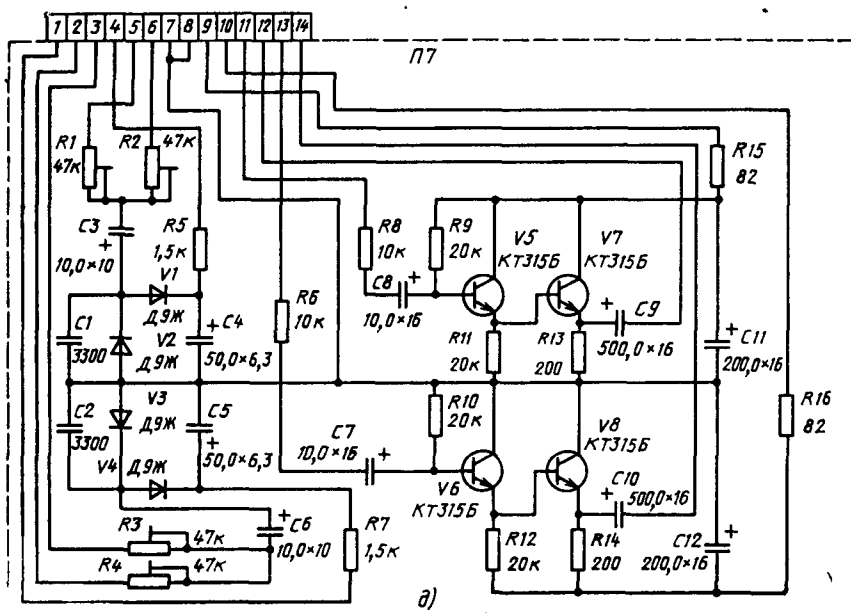 1 2 3 4 5 6 7 8 9 10 11 12 13 14
П7
R1
47к
R2
47к
R15
82
C3
+
10,0×10
R5
1,5к
R8
10к
R9
20к
V5
КТ315Б
V7
КТ315Б
V1
Д9Ж
C8
+
10,0×16
R6
10к
C1
3300
V2
Д9Ж
+
C4
50,0×6,3
R11
20к
R13
200
+
C9
500,0×16
+
C11
200,0×16
C2
3300
V3
Д9Ж
C5
+
50,0×6,3
R10
20к
V8
КТ315Б
R16
82
V4
Д9Ж
C7
10,0×16
+
V6
КТ315Б
C10
+
500,0×16
R3
47к
+
C6
10,0×10
R7
1,5к
R12
20к
R14
200
C12
+
200,0×16
R4
47к
д)